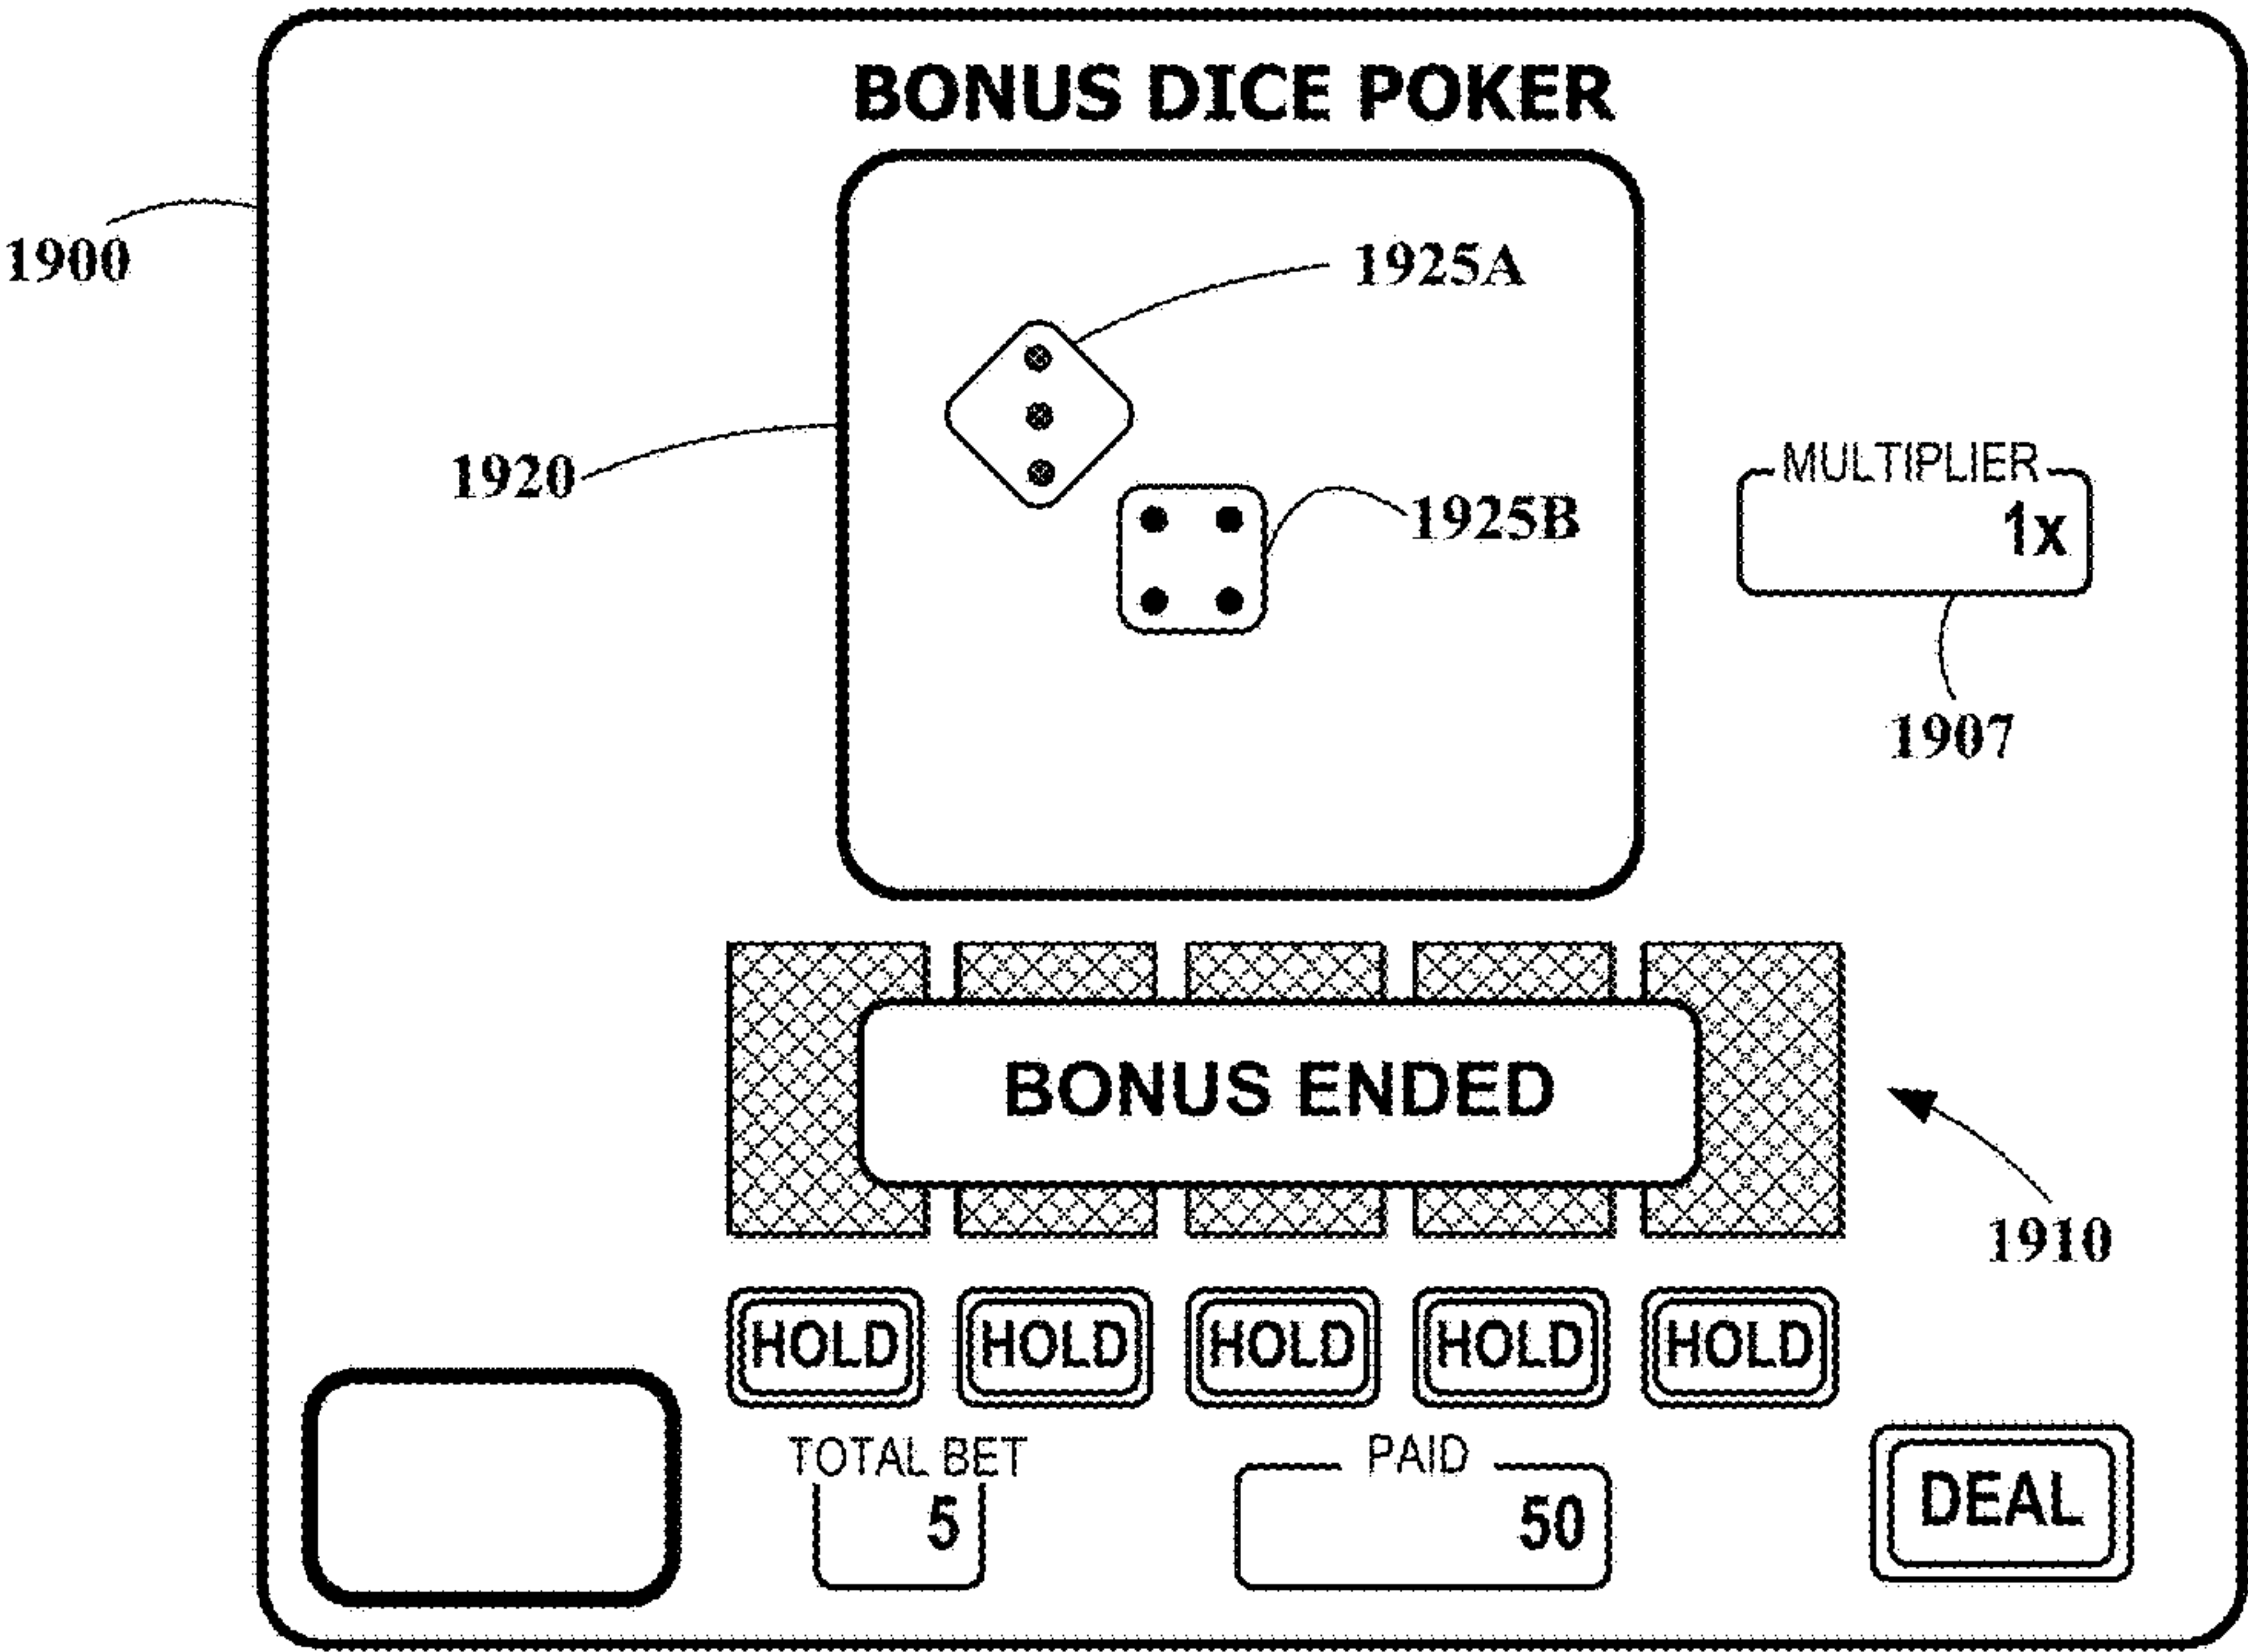 BONUS DICE POKER
1900
1925A
1920
MULTIPLIER
1x
1925B
1907
BONUS ENDED
1910
HOLD HOLD HOLD HOLD HOLD
TOTAL BET
5
PAID
50
DEAL